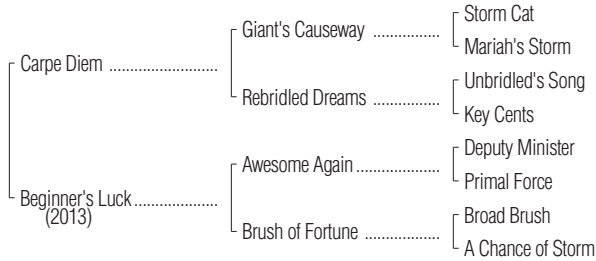 Storm Cat
Giant's Causeway ................
Mariah's Storm
Carpe Diem ..........................
Unbridled's Song
Rebridled Dreams ................
Key Cents
Deputy Minister
Awesome Again ....................
Primal Force
Beginner's Luck ....................
(2013)
Broad Brush
Brush of Fortune ..................
A Chance of Storm